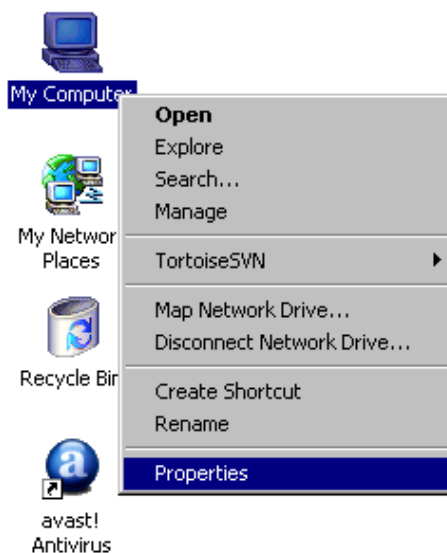 My Computer
Open
Explore
Search...
Manage
My Networ
Places
TortoiseSVN
Map Network Drive...
Disconnect Network Drive...
Recycle Bin
Create Shortcut
Rename
Properties
a
avast!
Antivirus